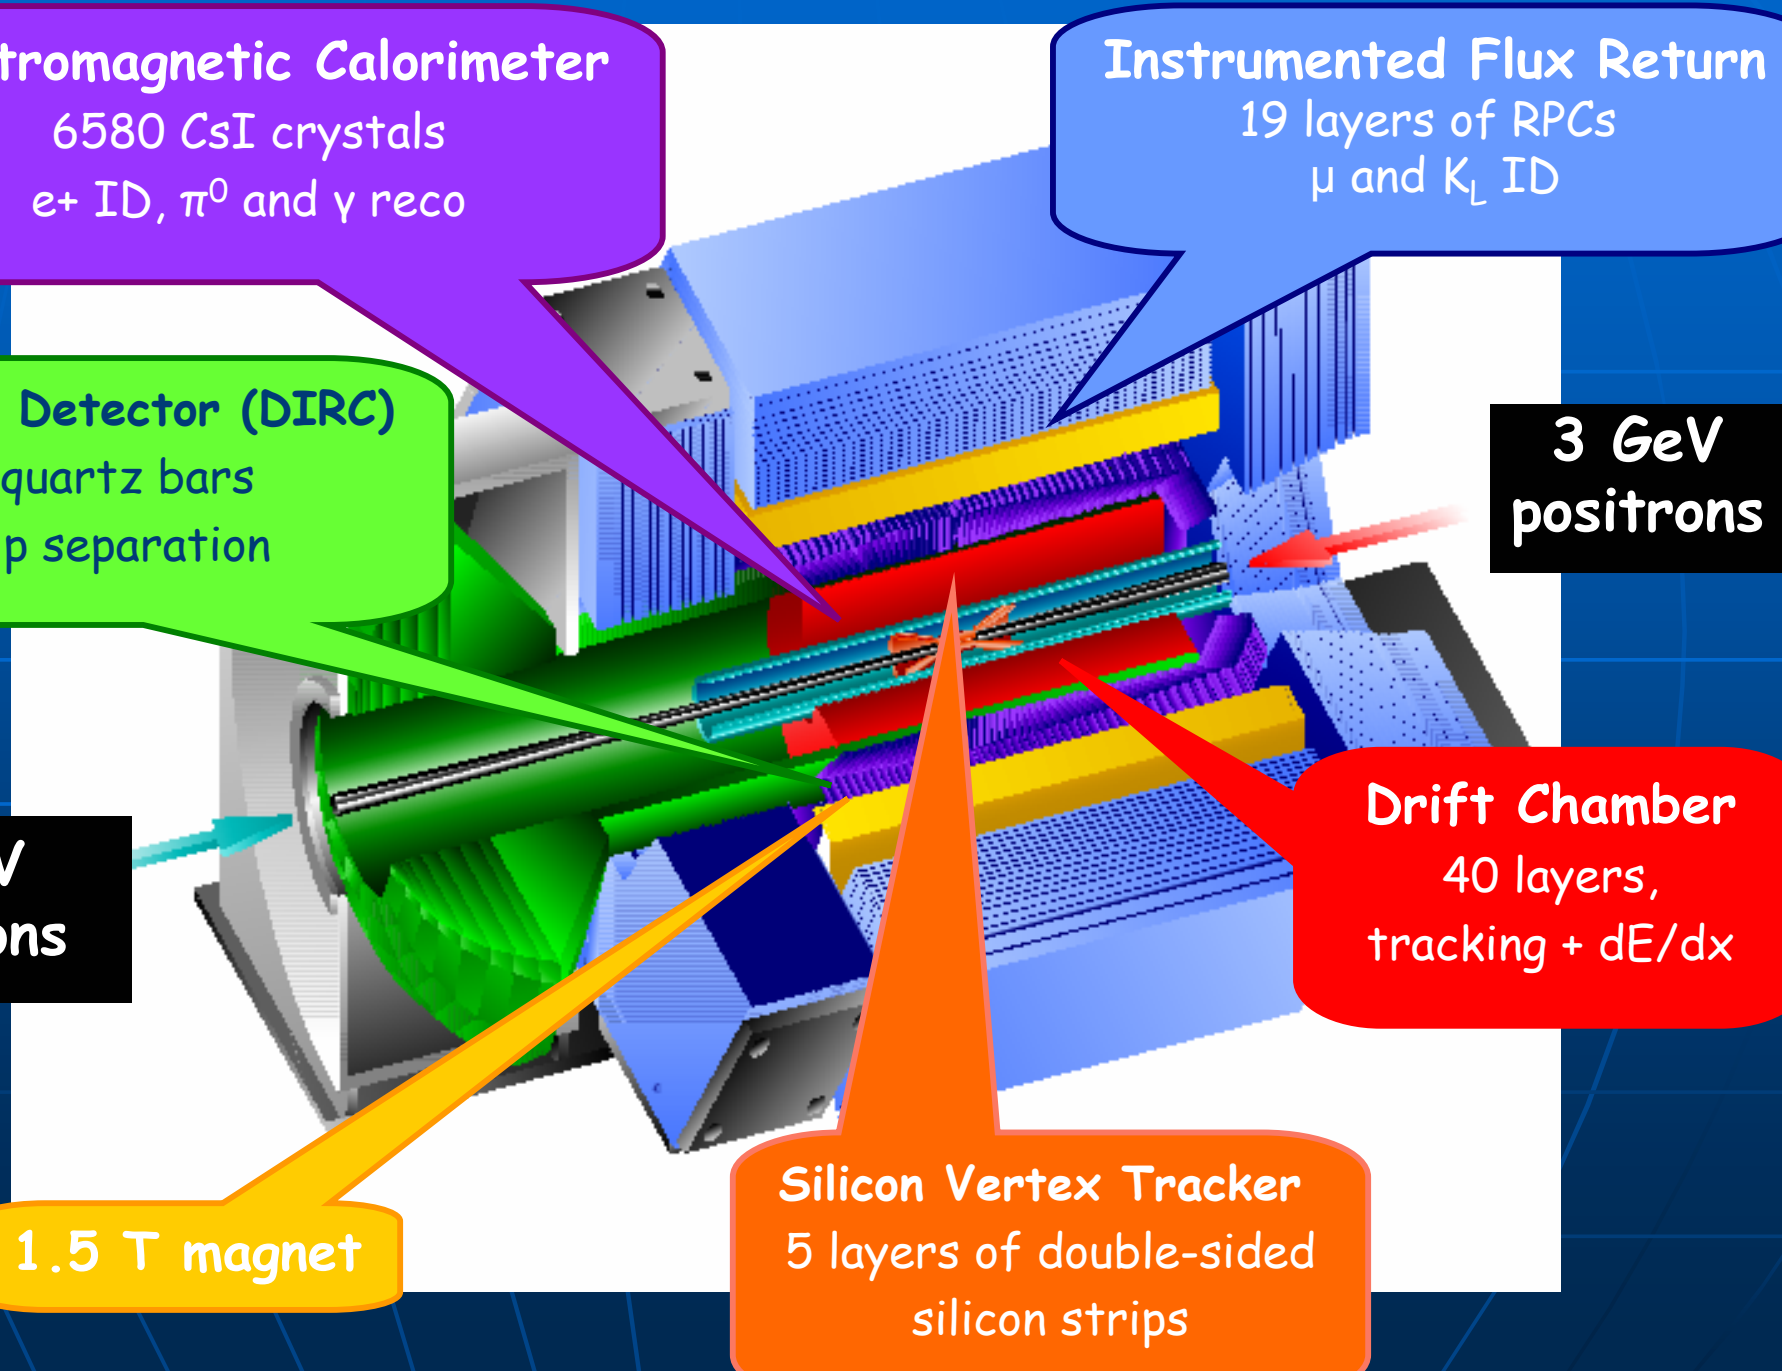 tromagnetic Calorimeter
6580 CsI crystals
e+ ID, π⁰ and γ reco
Instrumented Flux Return
19 layers of RPCs
μ and K_L ID
Detector (DIRC)
quartz bars
p separation
3 GeV
positrons
V
ons
Drift Chamber
40 layers,
tracking + dE/dx
1.5 T magnet
Silicon Vertex Tracker
5 layers of double-sided
silicon strips